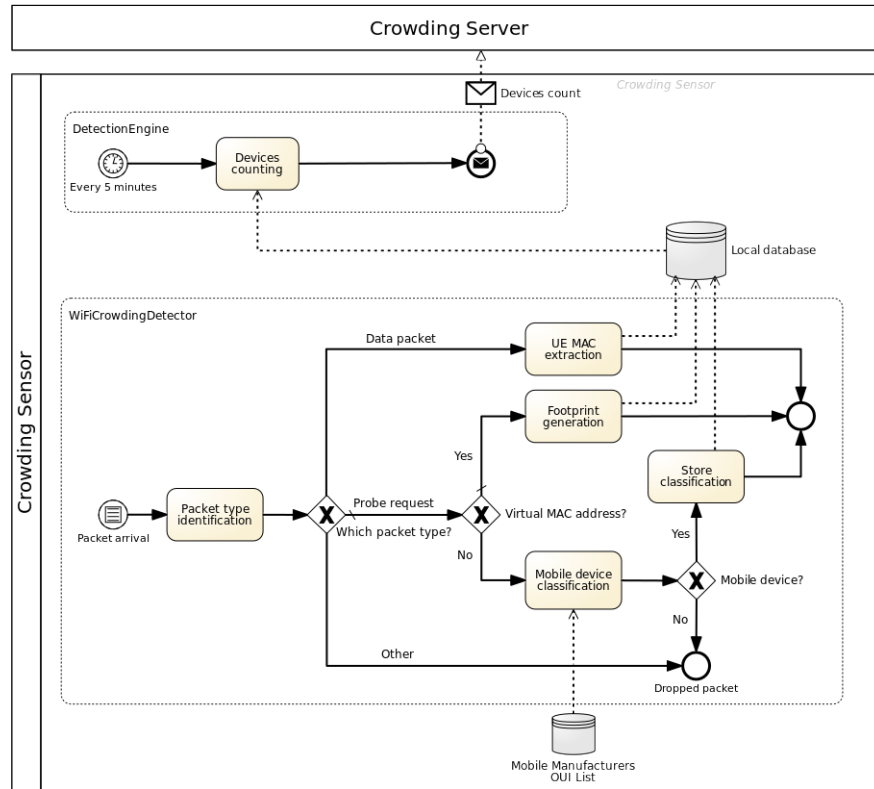 Crowding Server
Crowding Sensor
Devices count
DetectionEngine
Devices
counting
Every 5 minutes
Local database
WiFiCrowdingDetector
Data packet
UE MAC
extraction
Footprint
generation
Yes
Store
classification
Probe request
Packet type
identification
Virtual MAC address?
Which packet type?
Packet arrival
Yes
No
Mobile device
classification
Mobile device?
No
Other
Dropped packet
Mobile Manufacturers
OUI List
Crowding Sensor